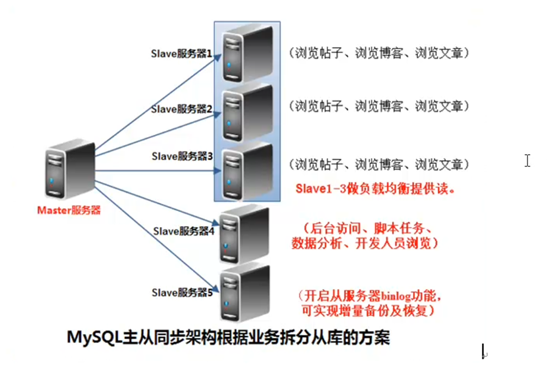 Slave服务器1
（浏览帖子、浏览博客、浏览文章）
Slave服务器2
（浏览帖子、浏览博客、浏览文章）
Slave服务器3
（浏览帖子、浏览博客、浏览文章）
Slave1-3做负载均衡提供读。
Master服务器
Slave服务器4
（后台访问、脚本任务、
数据分析、开发人员浏览）
Slave服务器5
（开启从服务器binlog功能，
可实现增量备份及恢复）
MySQL主从同步架构根据业务拆分从库的方案